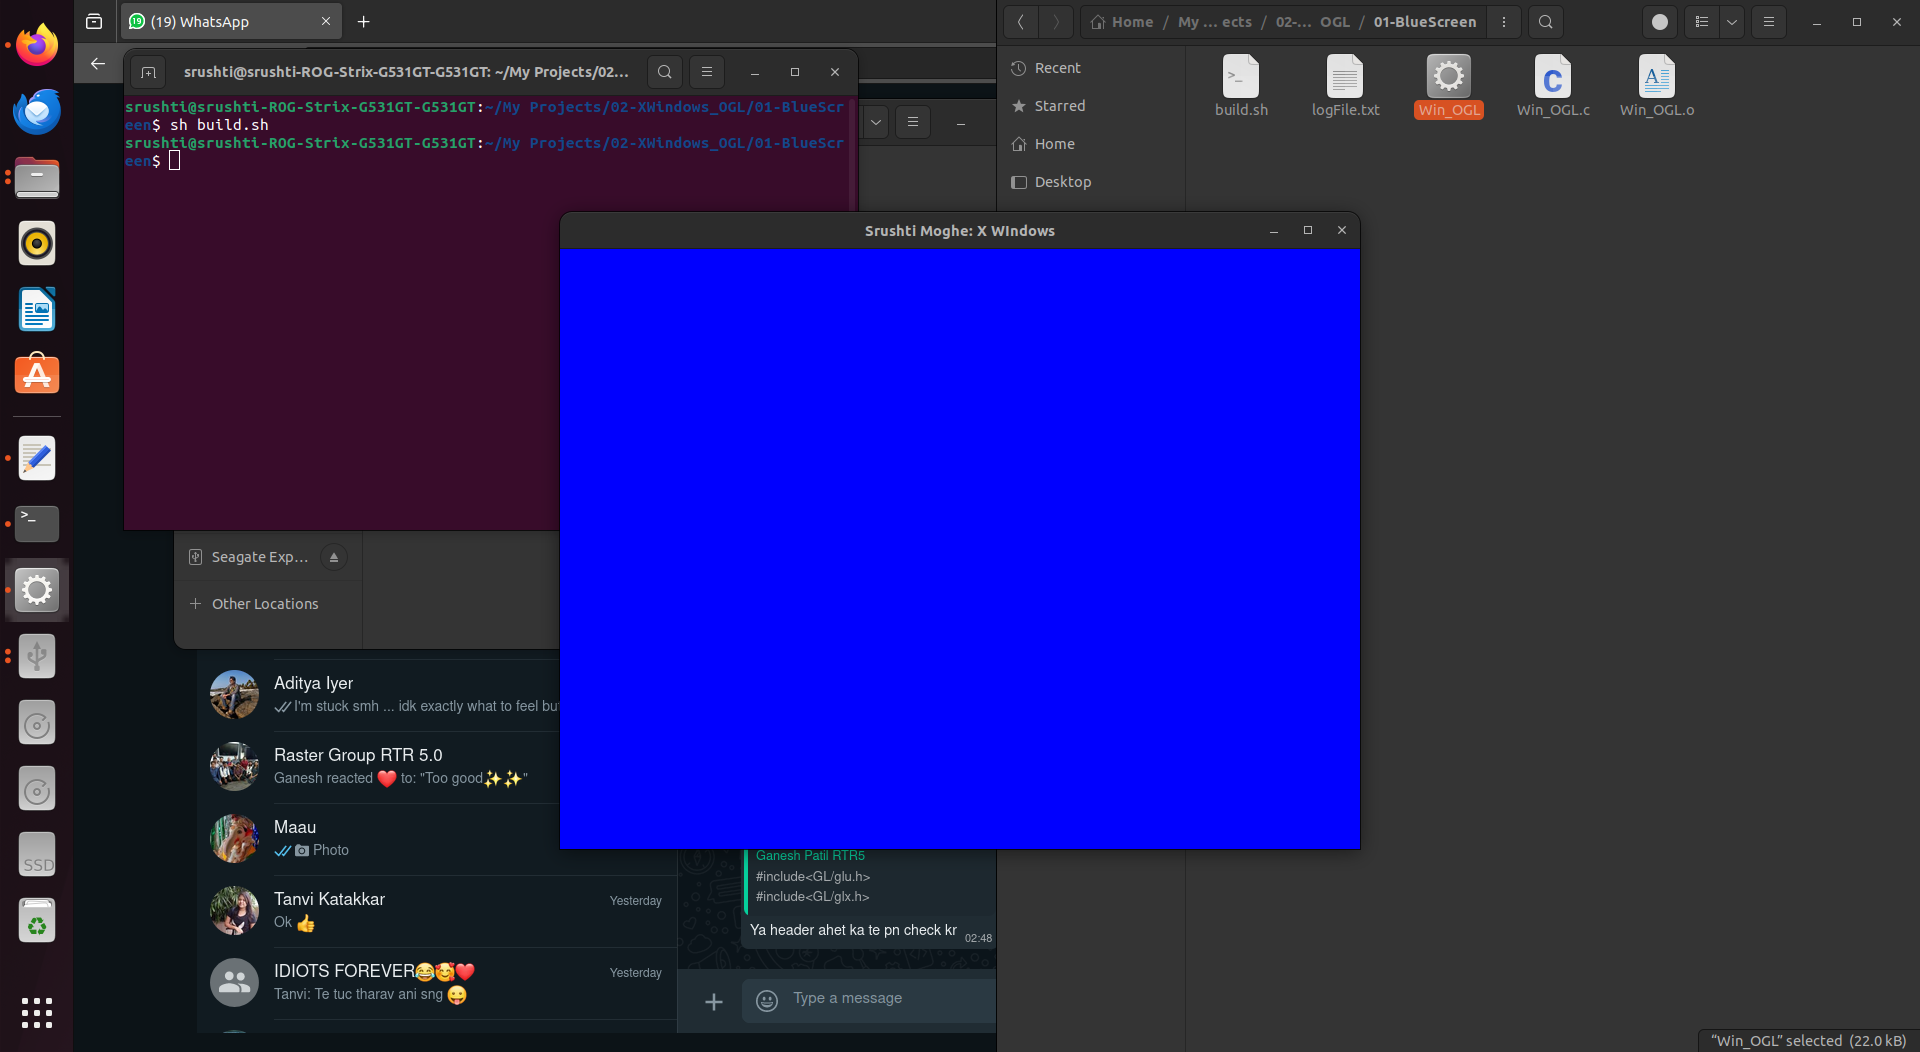 (19) WhatsApp
Home / My ... ects / 02-... OGL / 01-BlueScreen
srushti@srushti-ROG-Strix-G531GT-G531GT: ~/My Projects/02...
srushti@srushti-ROG-Strix-G531GT-G531GT:~/My Projects/02-XWindows_OGL/01-BlueScr
een$ sh build.sh
srushti@srushti-ROG-Strix-G531GT-G531GT:~/My Projects/02-XWindows_OGL/01-BlueScr
een$
Recent
Starred
Home
Desktop
build.sh
logFile.txt
Win_OGL
Win_OGL.c
Win_OGL.o
Srushti Moghe: X WIndows
Seagate Exp...
Other Locations
Aditya Iyer
I'm stuck smh ... idk exactly what to feel bu
Raster Group RTR 5.0
Ganesh reacted ❤️ to: "Too good✨✨"
Maau
Photo
Tanvi Katakkar
Yesterday
Ok 👍
IDIOTS FOREVER😂🥰❤️
Yesterday
Tanvi: Te tuc tharav ani sng 😜
Ganesh Patil RTR5
#include<GL/glu.h>
#include<GL/glx.h>
Ya header ahet ka te pn check kr
02:48
Type a message
SSD
"Win_OGL" selected (22.0 kB)